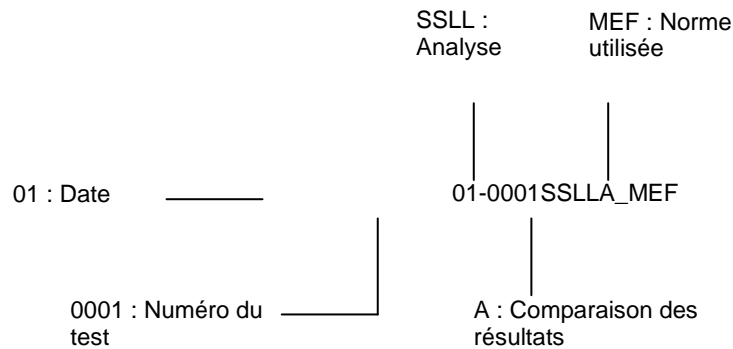 SSLL :
Analyse
MEF : Norme
utilisée
01 : Date
01-0001SSLLA_MEF
0001 : Numéro du
test
A : Comparaison des
résultats